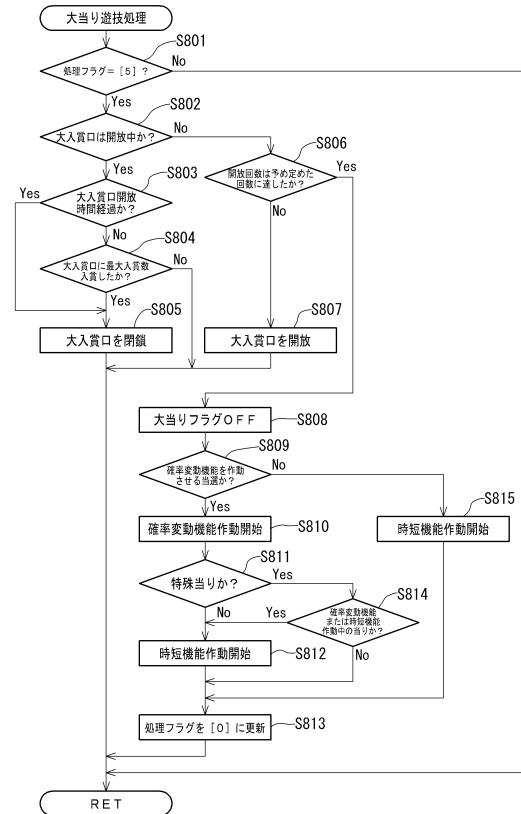 大当り遊技処理
S801
処理フラグ＝［5］？
No
Yes
S802
大入賞口は開放中か？
No
S806
Yes
開放回数は予め定めた
回数に達したか？
Yes
S803
Yes
大入賞口開放
時間経過か？
No
No
S804
大入賞口に最大入賞数
入賞したか？
No
Yes
S805
大入賞口を閉鎖
S807
大入賞口を開放
大当りフラグＯＦＦ
S808
S809
確率変動機能を作動
させる当選か？
No
Yes
S815
確率変動機能作動開始
S810
時短機能作動開始
S811
特殊当りか？
Yes
S814
No
Yes
確率変動機能
または時短機能
作動中の当りか？
時短機能作動開始
S812
No
処理フラグを［0］に更新
S813
ＲＥＴ